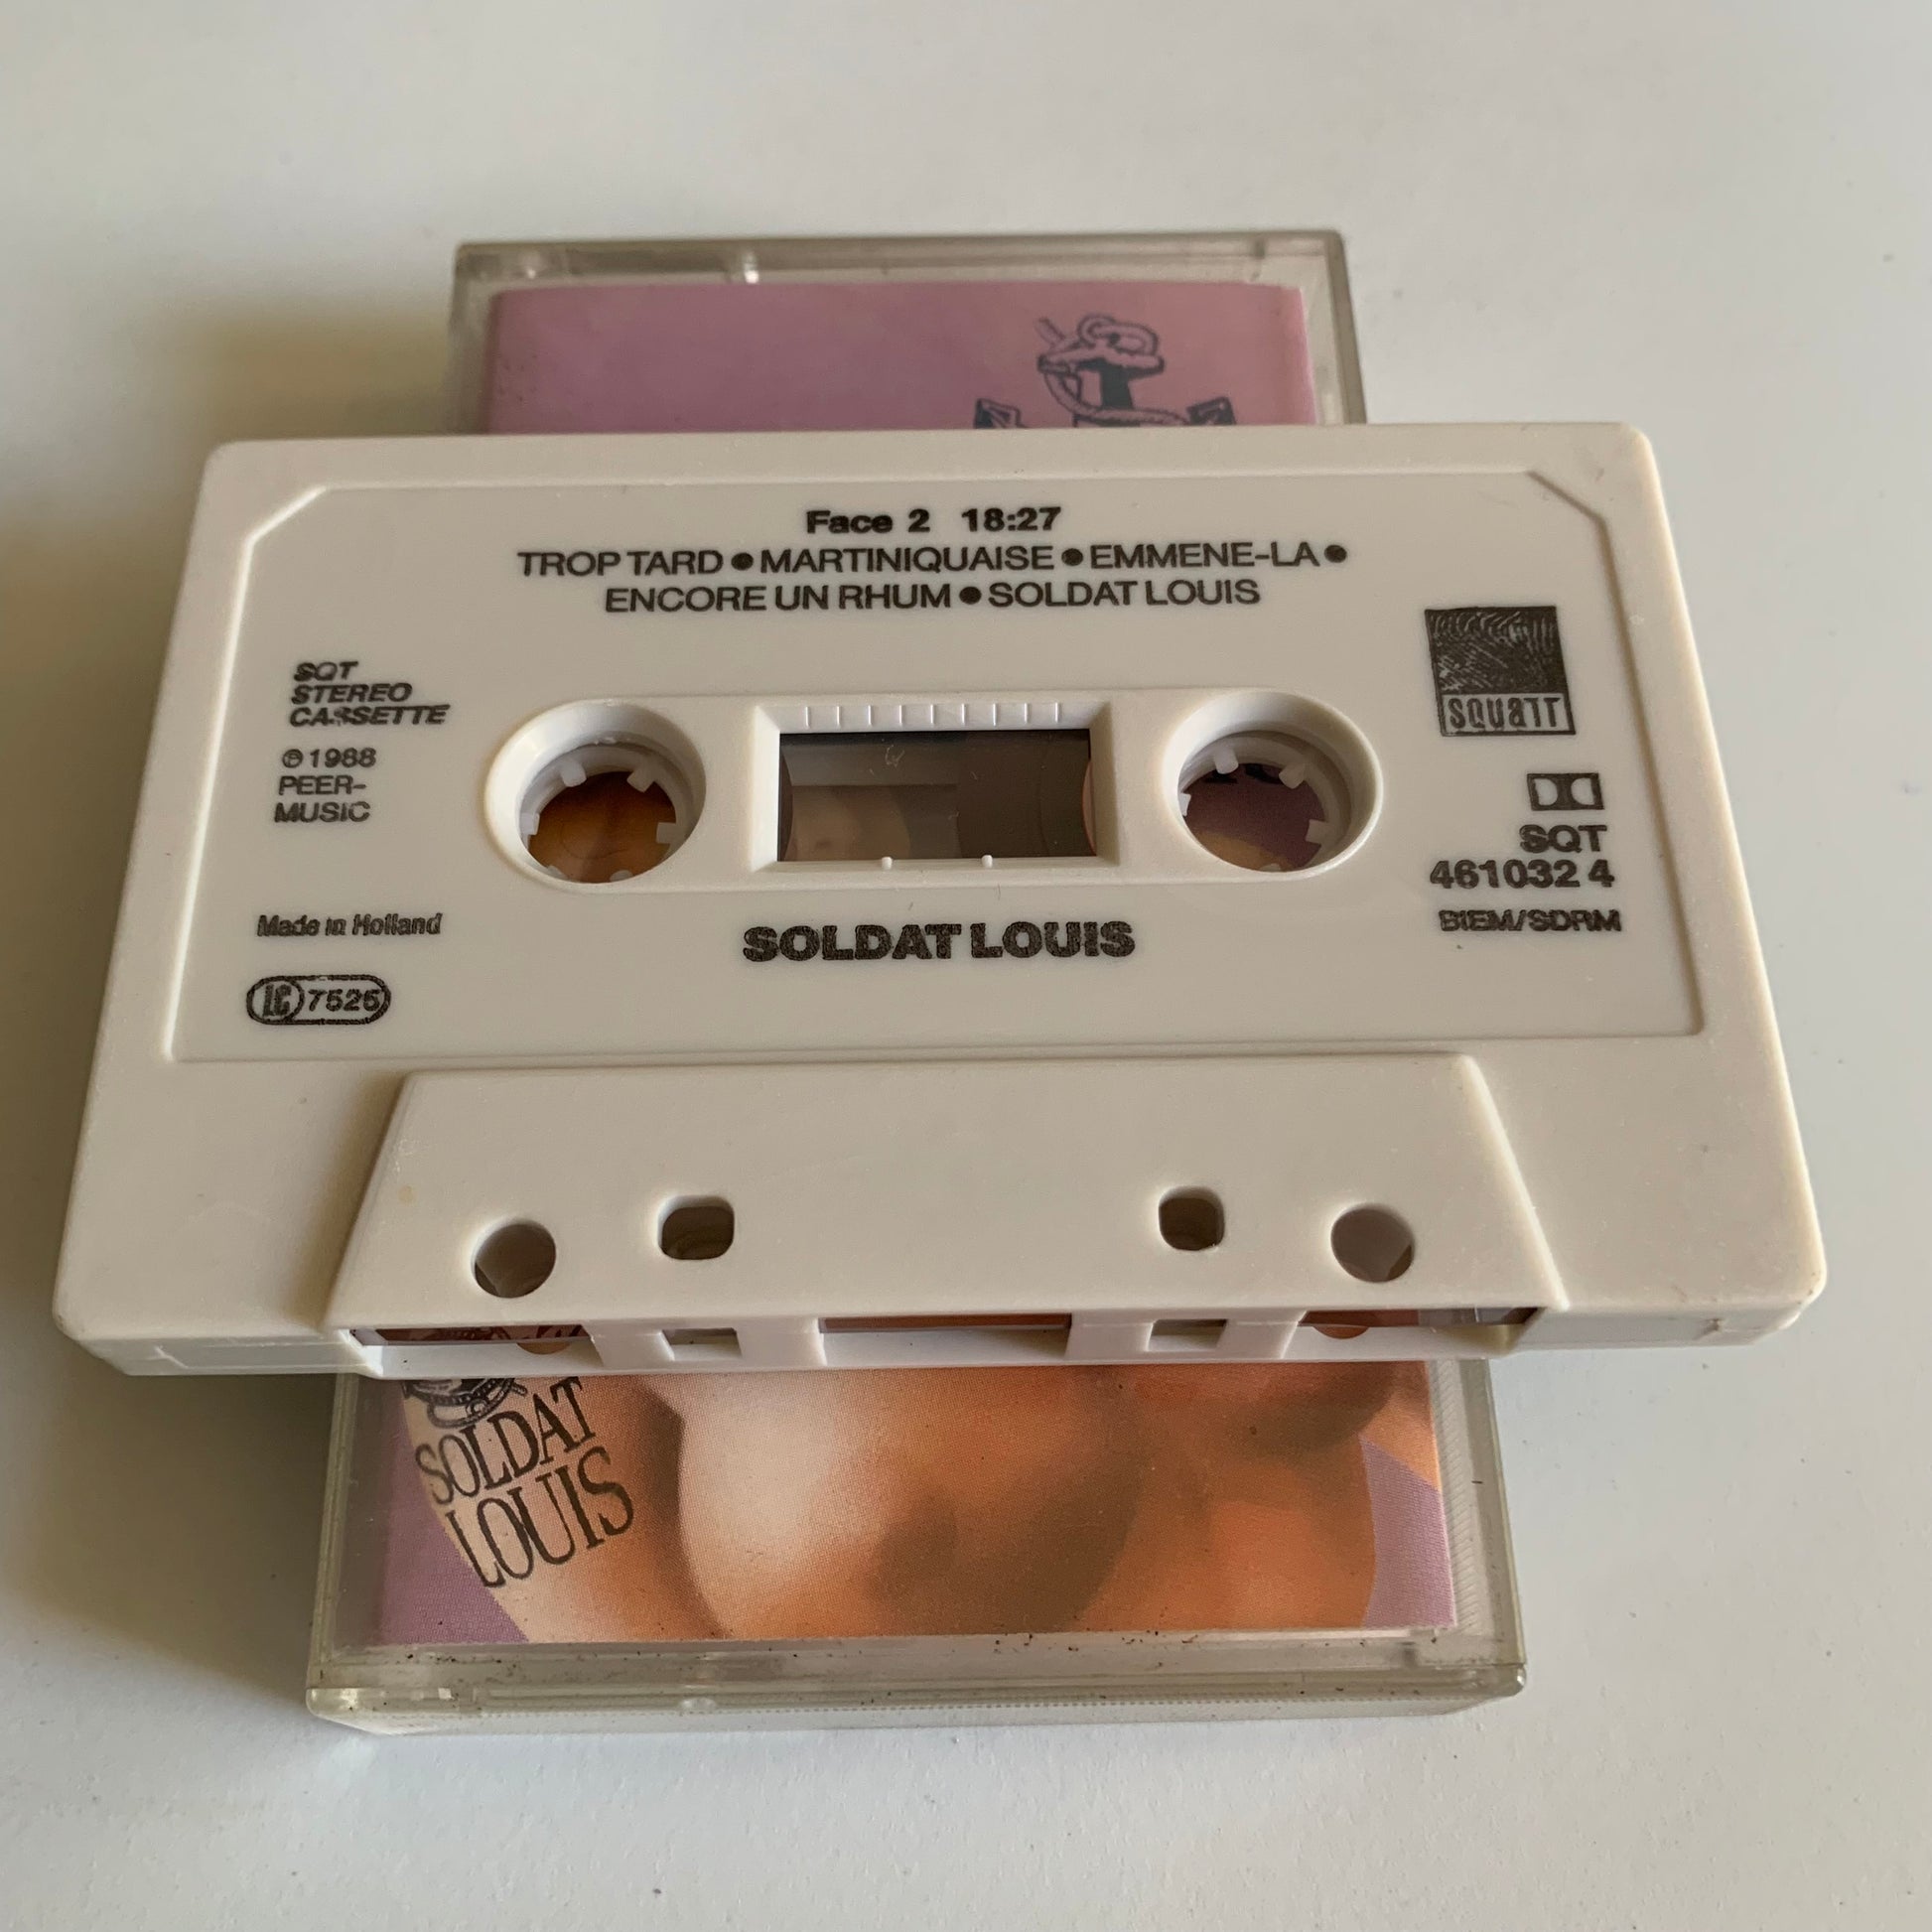 Face 2 18:27
TROP TARD ● MARTINIQUAISE ● EMMENE-LA ●
ENCORE UN RHUM ● SOLDAT LOUIS
SQT
STEREO
CASSETTE
℗ 1988
PEER-
MUSIC
Made in Holland
LC 7525
SQUATT
SQT
461032 4
BIEM/SDRM
SOLDAT LOUIS
SOLDAT
LOUIS